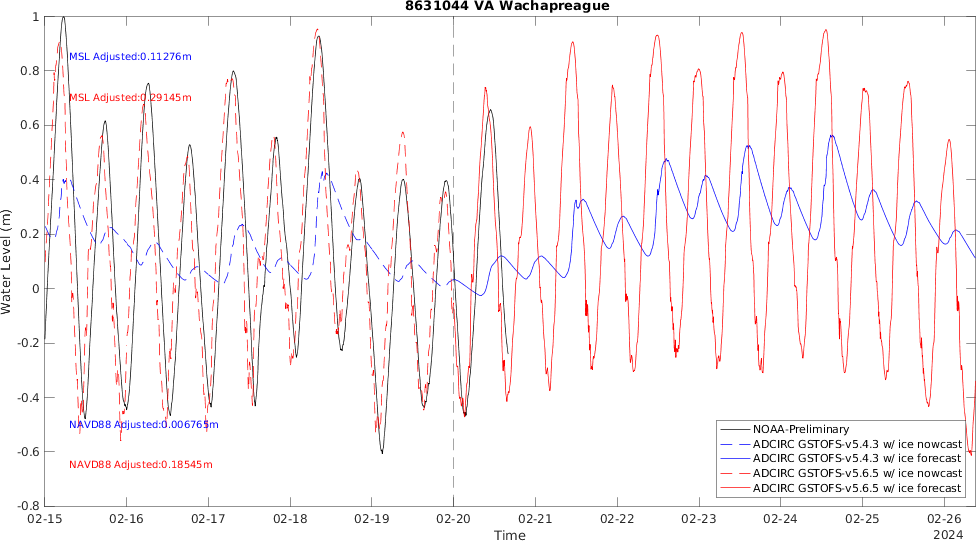 8631044 VA Wachapreague
1
0.8
0.6
0.4
0.2
0
-0.2
-0.4
-0.6
-0.8
Water Level (m)
MSL Adjusted:0.11276m
MSL Adjusted:0.29145m
NAVD88 Adjusted:0.006765m
NAVD88 Adjusted:0.18545m
NOAA-Preliminary
ADCIRC GSTOFS-v5.4.3 w/ ice nowcast
ADCIRC GSTOFS-v5.4.3 w/ ice forecast
ADCIRC GSTOFS-v5.6.5 w/ ice nowcast
ADCIRC GSTOFS-v5.6.5 w/ ice forecast
02-15 02-16 02-17 02-18 02-19 02-20 02-21 02-22 02-23 02-24 02-25 02-26
Time
2024